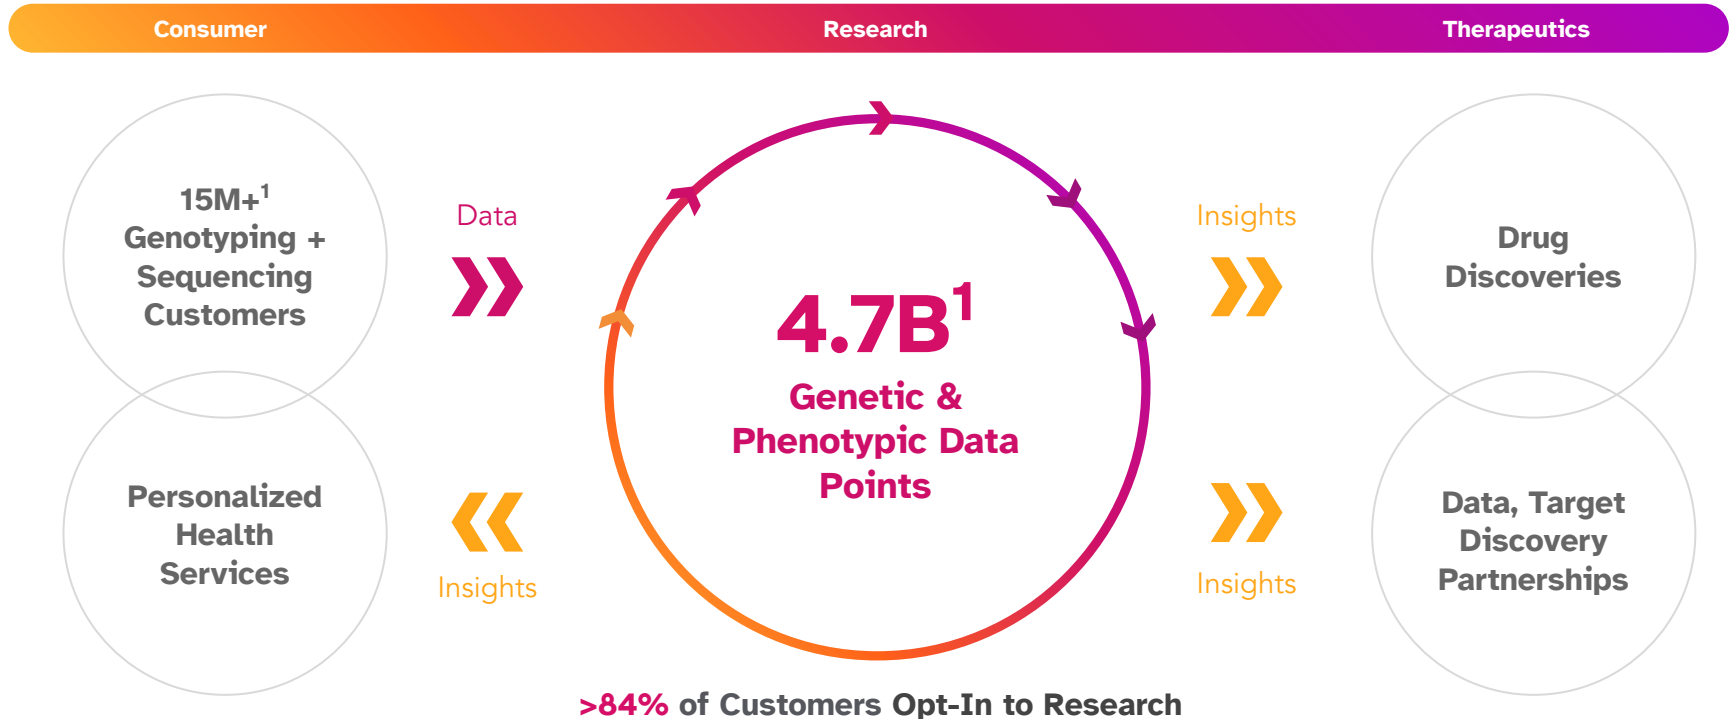 Consumer
Research
Therapeutics
15M+¹
Genotyping +
Sequencing
Customers
Data
Personalized
Health
Services
Insights
4.7B¹
Genetic &
Phenotypic Data
Points
>84% of Customers Opt-In to Research
Insights
Drug
Discoveries
Insights
Data, Target
Discovery
Partnerships